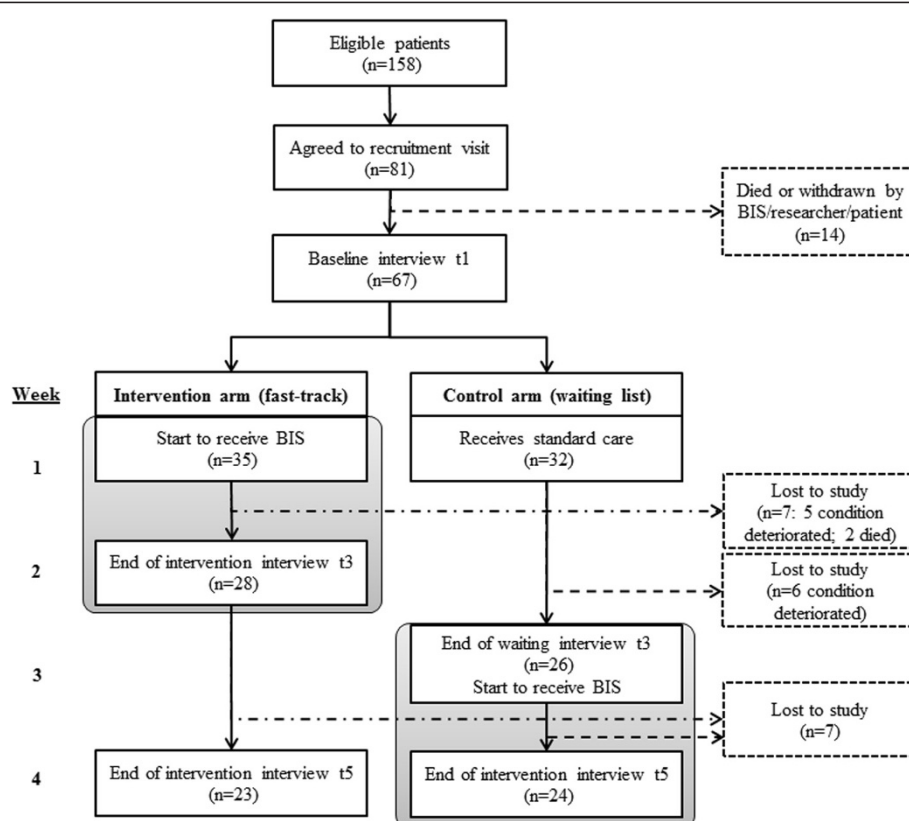 Eligible patients
(n=158)
Agreed to recruitment visit
(n=81)
Died or withdrawn by
BIS/researcher/patient
(n=14)
Baseline interview t1
(n=67)
Week
Intervention arm (fast-track)
Control arm (waiting list)
1
Start to receive BIS
(n=35)
Receives standard care
(n=32)
Lost to study
(n=7: 5 condition
deteriorated; 2 died)
2
End of intervention interview t3
(n=28)
Lost to study
(n=6 condition
deteriorated)
3
End of waiting interview t3
(n=26)
Start to receive BIS
Lost to study
(n=7)
4
End of intervention interview t5
(n=23)
End of intervention interview t5
(n=24)